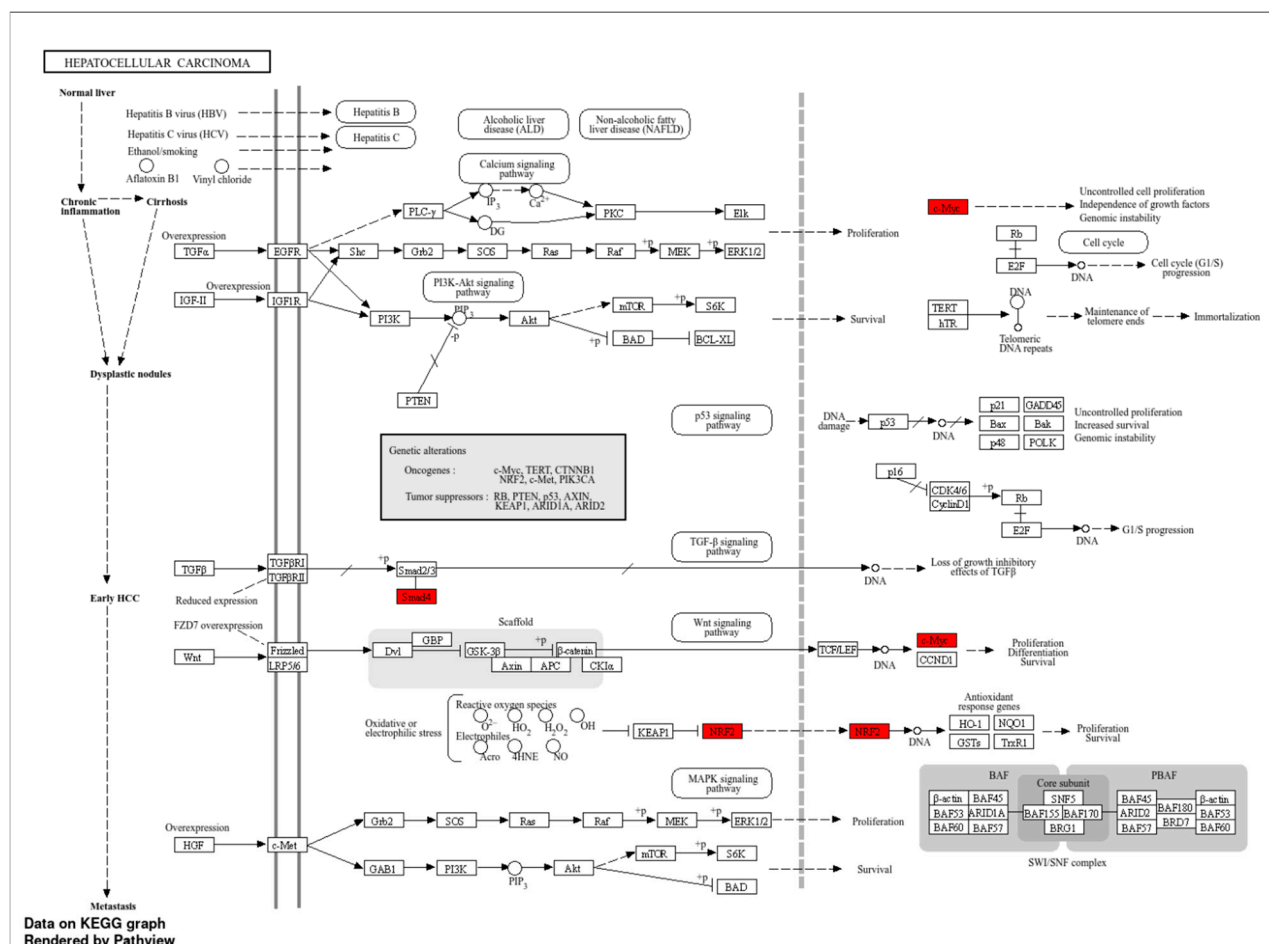 HEPATOCELLULAR CARCINOMA
Normal liver
Hepatitis B virus (HBV)
Hepatitis B
Hepatitis C virus (HCV)
Hepatitis C
Ethanol/smoking
Aflatoxin B1
Vinyl chloride
Alcoholic liver
disease (ALD)
Non-alcoholic fatty
liver disease (NAFLD)
Calcium signaling
pathway
Chronic
inflammation
Cirrhosis
PLC-γ
IP3
Ca2+
DG
PKC
Elk
Proliferation
c-Myc
Uncontrolled cell proliferation
Independence of growth factors
Genomic instability
Overexpression
TGFα
EGFR
Shc
Grb2
SOS
Ras
Raf
+p
MEK
+p
ERK1/2
Rb
E2F
Cell cycle
DNA
Cell cycle (G1/S)
progression
Overexpression
IGF-II
IGF1R
PI3K-Akt signaling
pathway
PI3K
PIP3
-p
Akt
mTOR
+p
S6K
+p
BAD
BCL-XL
Survival
PTEN
DNA
TERT
hTR
Telomeric
DNA repeats
Maintenance of
telomere ends
Immortalization
Dysplastic nodules
p53 signaling
pathway
DNA
damage
p53
DNA
p21
GADD45
Bax
Bak
p48
POLK
Uncontrolled proliferation
Increased survival
Genomic instability
Genetic alterations
Oncogenes :
c-Myc, TERT, CTNNB1
NRF2, c-Met, PIK3CA
Tumor suppressors :
RB, PTEN, p53, AXIN,
KEAP1, ARID1A, ARID2
p16
CDK4/6
CyclinD1
+p
Rb
E2F
DNA
G1/S progression
TGF-β signaling
pathway
TGFβ
TGFβRI
TGFβRII
Reduced expression
+p
Smad2/3
Smad4
DNA
Loss of growth inhibitory
effects of TGFβ
Early HCC
FZD7 overexpression
Wnt
Frizzled
LRP5/6
Scaffold
Dvl
GBP
GSK-3β
+p
β-catenin
Axin
APC
CKIα
Wnt signaling
pathway
TCF/LEF
DNA
c-Myc
CCND1
Proliferation
Differentiation
Survival
Oxidative or
electrophilic stress
Reactive oxygen species
O2−
HO2
H2O2
OH
Electrophiles
Acro
4HNE
NO
KEAP1
NRF2
NRF2
DNA
Antioxidant
response genes
HO-1
NQO1
GSTs
TrxR1
Proliferation
Survival
MAPK signaling
pathway
Overexpression
HGF
c-Met
Grb2
SOS
Ras
Raf
+p
MEK
+p
ERK1/2
Proliferation
GAB1
PI3K
PIP3
Akt
mTOR
+p
S6K
+p
BAD
Survival
BAF
Core subunit
PBAF
β-actin
BAF45
SNF5
BAF45
BAF180
β-actin
BAF53
ARID1A
BAF155
BAF170
ARID2
BRD7
BAF53
BAF60
BAF57
BRG1
BAF57
BAF60
SWI/SNF complex
Metastasis
Data on KEGG graph
Rendered by Pathview